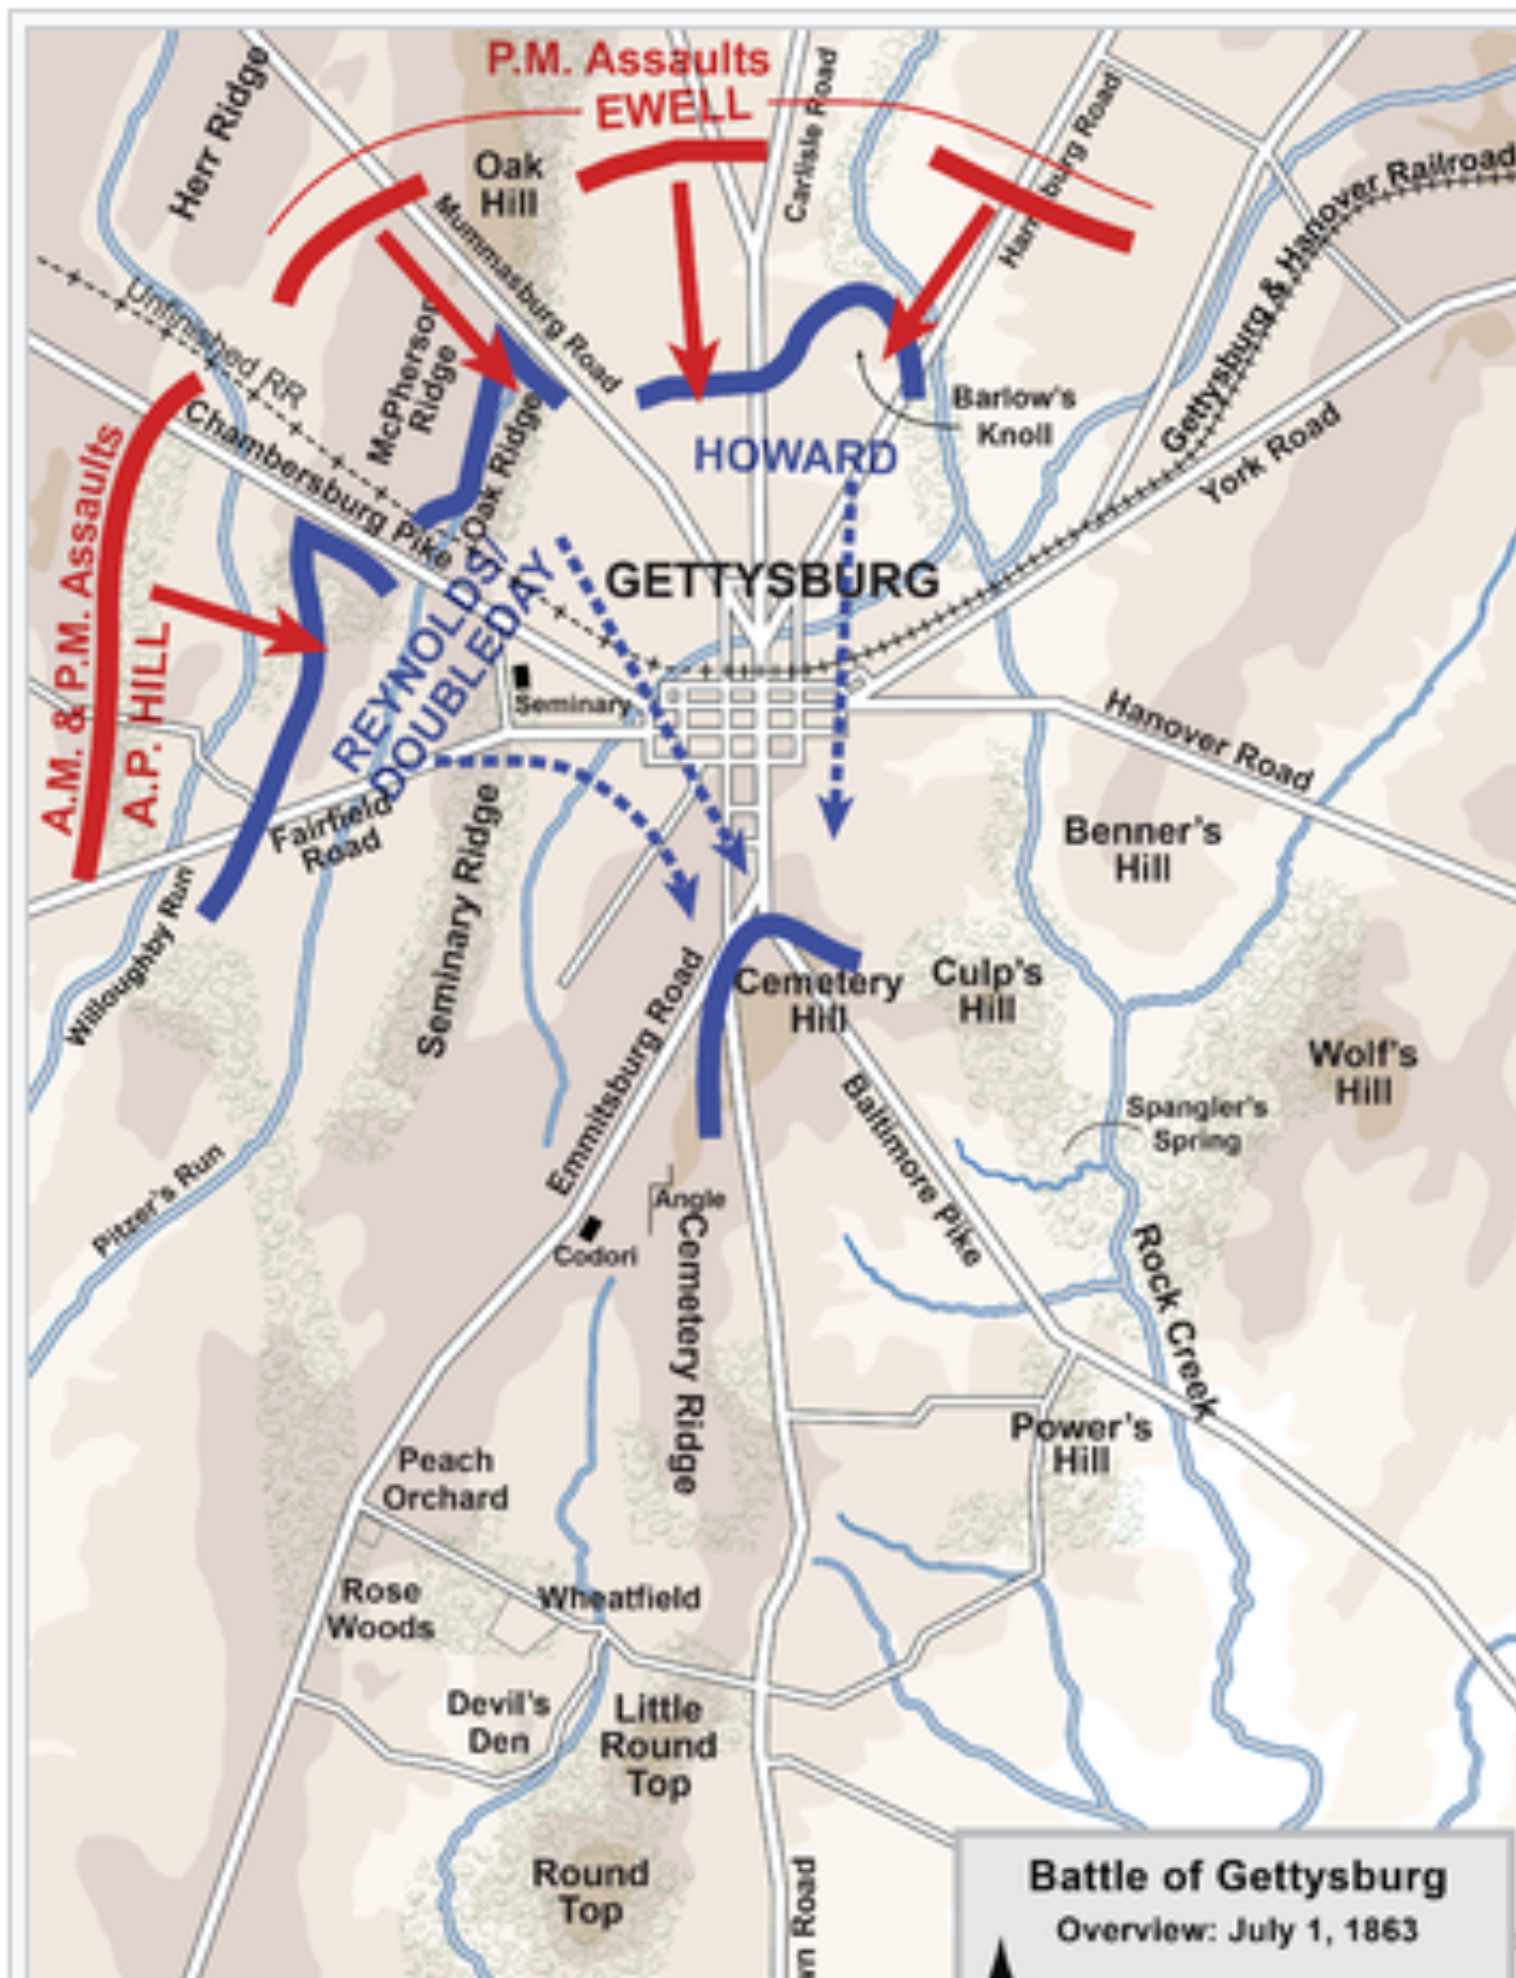 P.M. Assaults
EWELL
Herr Ridge
Oak
Hill
Carlisle Road
Harrisburg Road
Gettysburg & Hanover Railroad
Mummasburg Road
Unfinished RR
McPherson
Ridge
Oak Ridge
Chambersburg Pike
Barlow's
Knoll
HOWARD
York Road
A.M. & P.M. Assaults
A.P. HILL
REYNOLDS/
DOUBLEDAY
GETTYSBURG
Seminary
Hanover Road
Fairfield
Road
Benner's
Hill
Willoughby Run
Seminary Ridge
Emmitsburg Road
Cemetery
Hill
Culp's
Hill
Wolf's
Hill
Spangler's
Spring
Baltimore Pike
Pitzer's Run
Angle
Codori
Cemetery Ridge
Rock Creek
Power's
Hill
Peach
Orchard
Rose
Woods
Wheatfield
Devil's
Den
Little
Round
Top
Round
Top
wn Road
Battle of Gettysburg
Overview: July 1, 1863